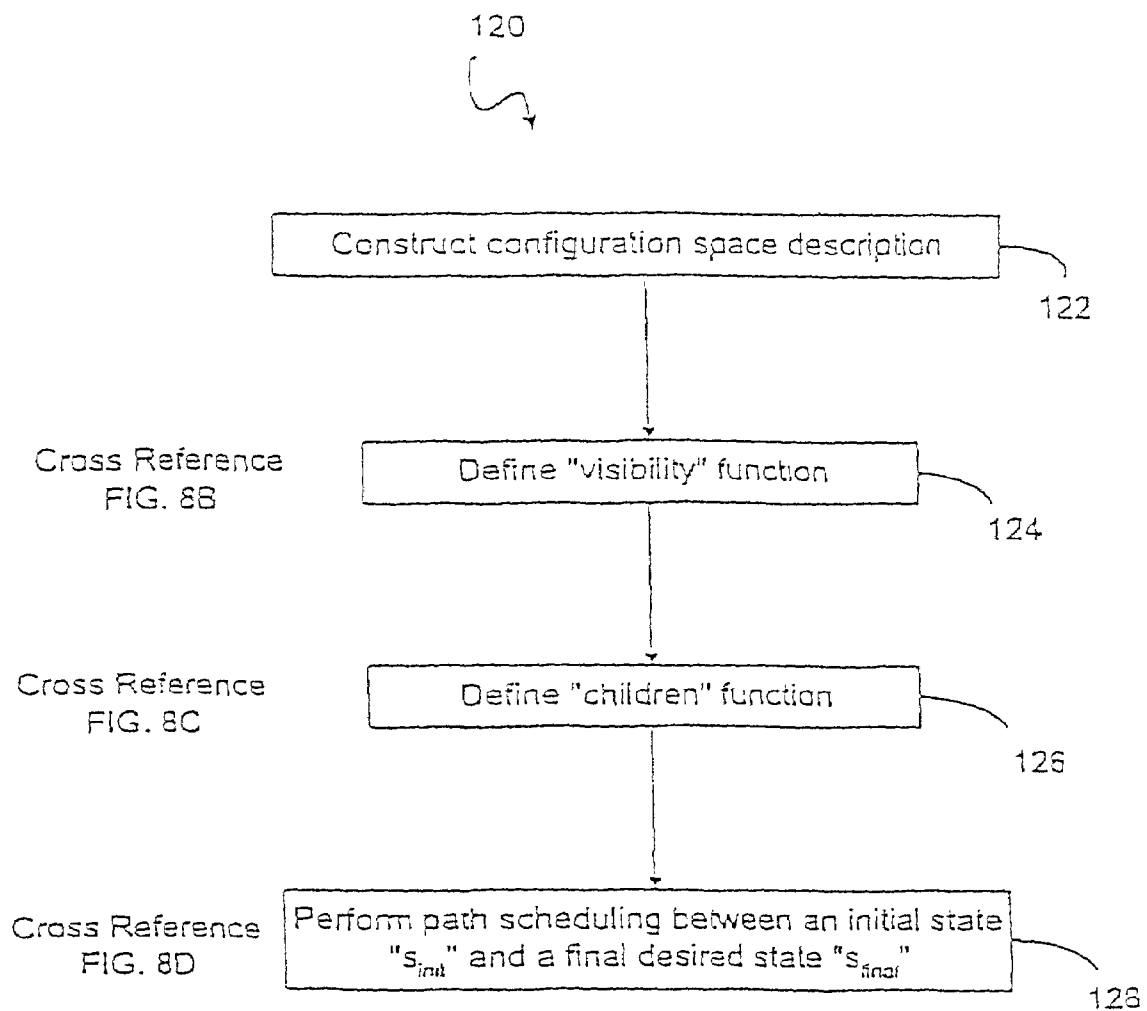 120
Construct configuration space description
122
Cross Reference
FIG. 8B
Define "visibility" function
124
Cross Reference
FIG. 8C
Define "children" function
126
Cross Reference
FIG. 8D
Perform path scheduling between an initial state
"s_init" and a final desired state "s_final"
128